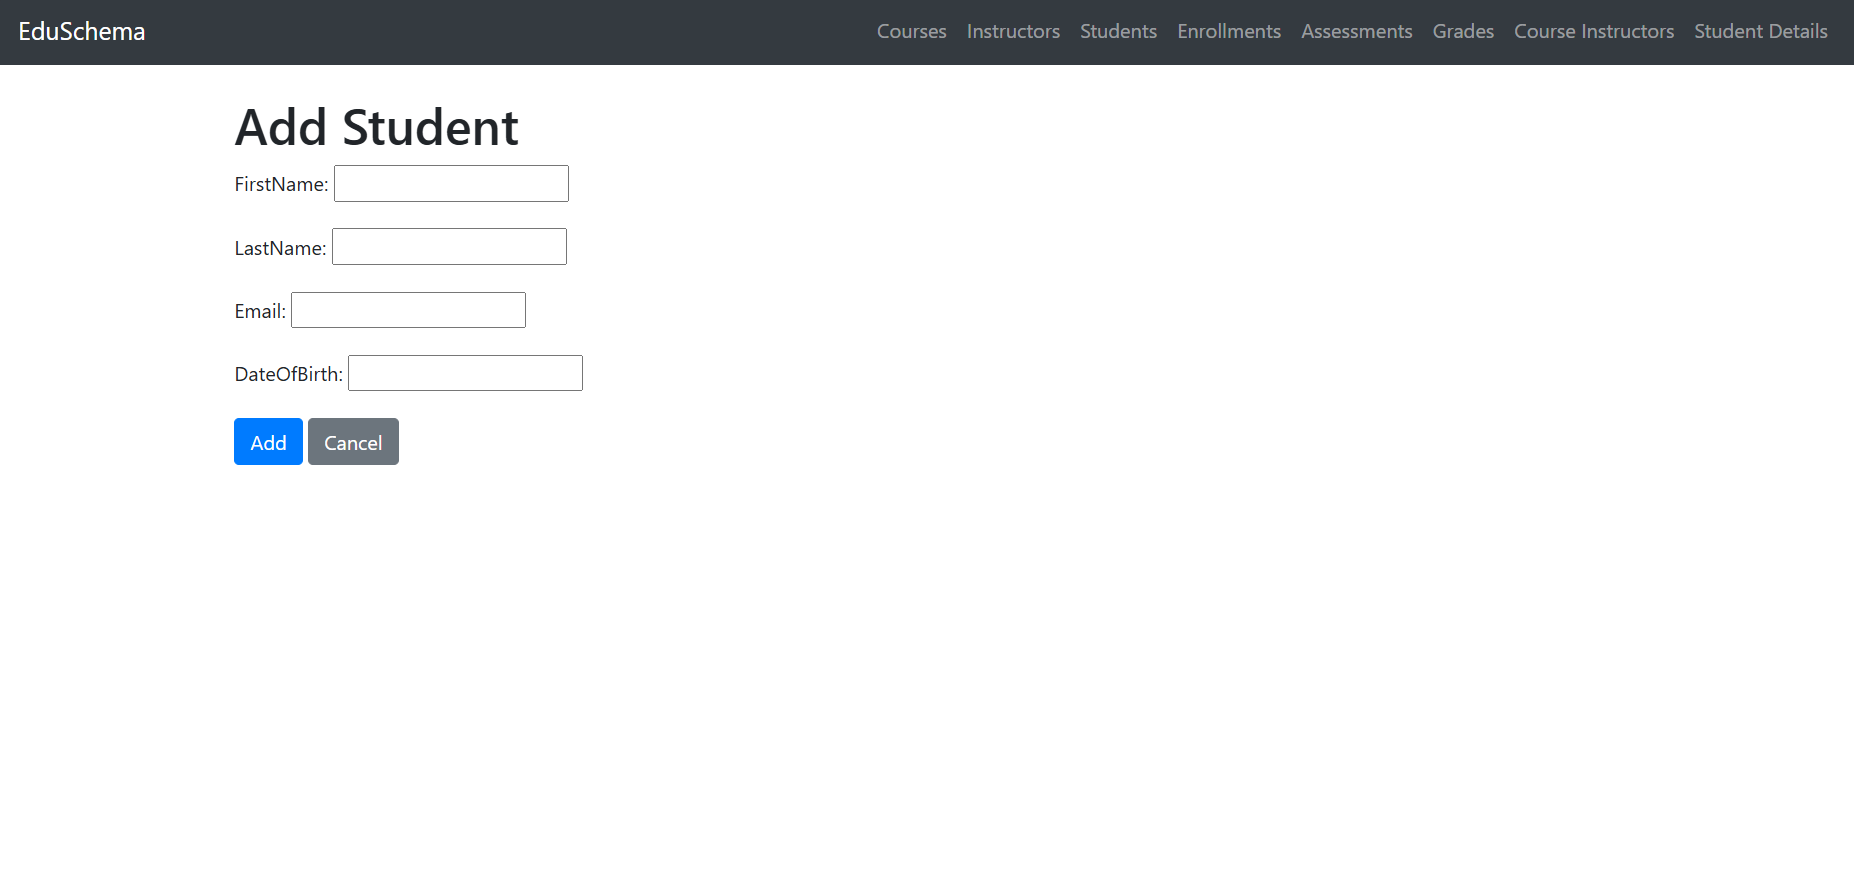 EduSchema Courses Instructors Students Enrollments Assessments Grades Course Instructors Student Details
Add Student
FirstName:
LastName:
Email:
DateOfBirth:
Add Cancel